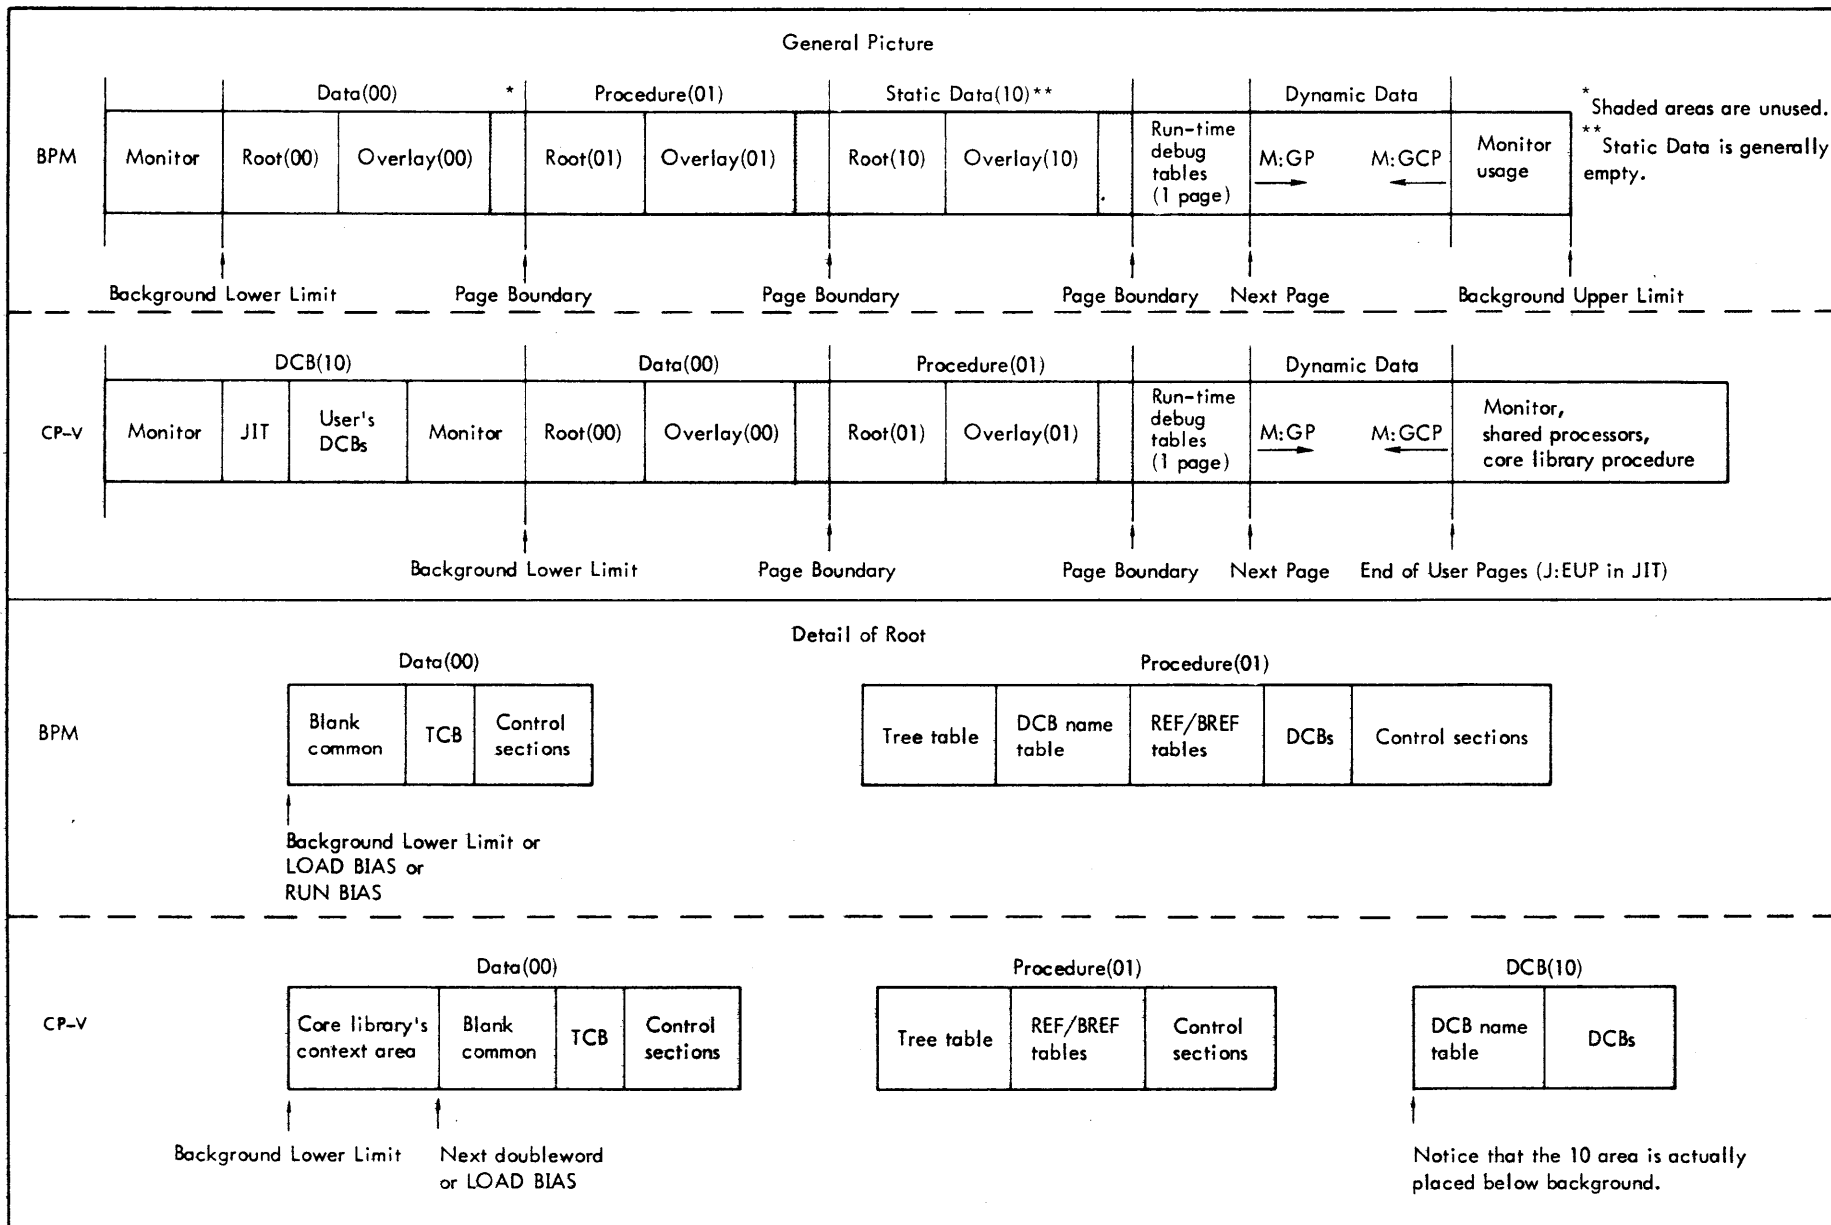 General Picture
Data(00) * Procedure(01) Static Data(10)** Dynamic Data
BPM
Monitor
Root(00)
Overlay(00)
Root(01)
Overlay(01)
Root(10)
Overlay(10)
Run-time
debug
tables
(1 page)
M:GP
M:GCP
Monitor
usage
*Shaded areas are unused.
**Static Data is generally
empty.
Background Lower Limit
Page Boundary
Page Boundary
Page Boundary
Next Page
Background Upper Limit
DCB(10) Data(00) Procedure(01) Dynamic Data
CP-V
Monitor
JIT
User's
DCBs
Monitor
Root(00)
Overlay(00)
Root(01)
Overlay(01)
Run-time
debug
tables
(1 page)
M:GP
M:GCP
Monitor,
shared processors,
core library procedure
Background Lower Limit
Page Boundary
Page Boundary
Next Page
End of User Pages (J:EUP in JIT)
Detail of Root
Data(00) Procedure(01)
BPM
Blank
common
TCB
Control
sections
Tree table
DCB name
table
REF/BREF
tables
DCBs
Control sections
Background Lower Limit or
LOAD BIAS or
RUN BIAS
Data(00) Procedure(01) DCB(10)
CP-V
Core library's
context area
Blank
common
TCB
Control
sections
Tree table
REF/BREF
tables
Control
sections
DCB name
table
DCBs
Background Lower Limit
Next doubleword
or LOAD BIAS
Notice that the 10 area is actually
placed below background.